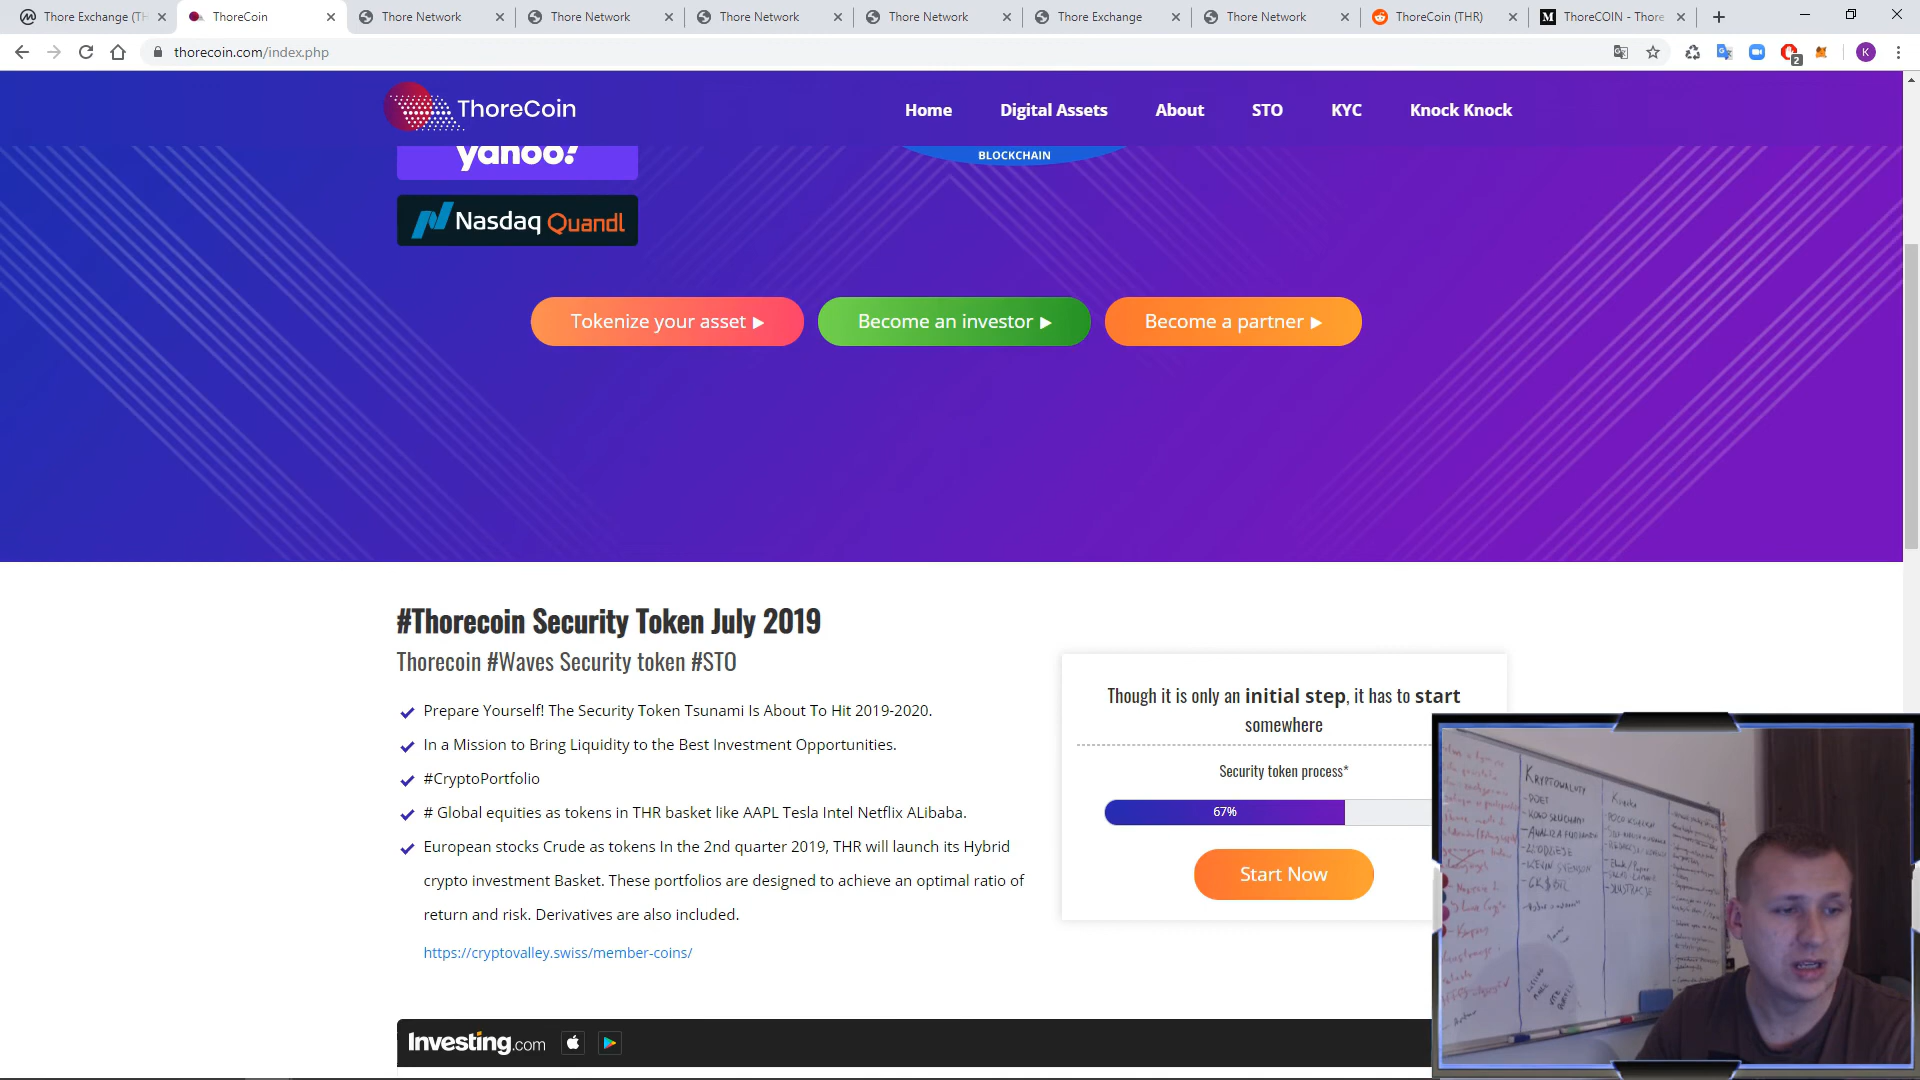 Thore Exchange (TH
ThoreCoin
Thore Network
Thore Network
Thore Network
Thore Network
Thore Exchange
Thore Network
ThoreCoin (THR)
ThoreCOIN - Thore
thorecoin.com/index.php
2
K
ThoreCoin
Home
Digital Assets
About
STO
KYC
Knock Knock
yahoo!
BLOCKCHAIN
Nasdaq Quandl
Tokenize your asset ▶
Become an investor ▶
Become a partner ▶
#Thorecoin Security Token July 2019
Thorecoin #Waves Security token #STO
Prepare Yourself! The Security Token Tsunami Is About To Hit 2019-2020.
In a Mission to Bring Liquidity to the Best Investment Opportunities.
#CryptoPortfolio
# Global equities as tokens in THR basket like AAPL Tesla Intel Netflix ALibaba.
European stocks Crude as tokens In the 2nd quarter 2019, THR will launch its Hybrid
crypto investment Basket. These portfolios are designed to achieve an optimal ratio of
return and risk. Derivatives are also included.
https://cryptovalley.swiss/member-coins/
Though it is only an initial step, it has to start
somewhere
Security token process*
67%
Start Now
Investing.com
KRYPTOWALUTY